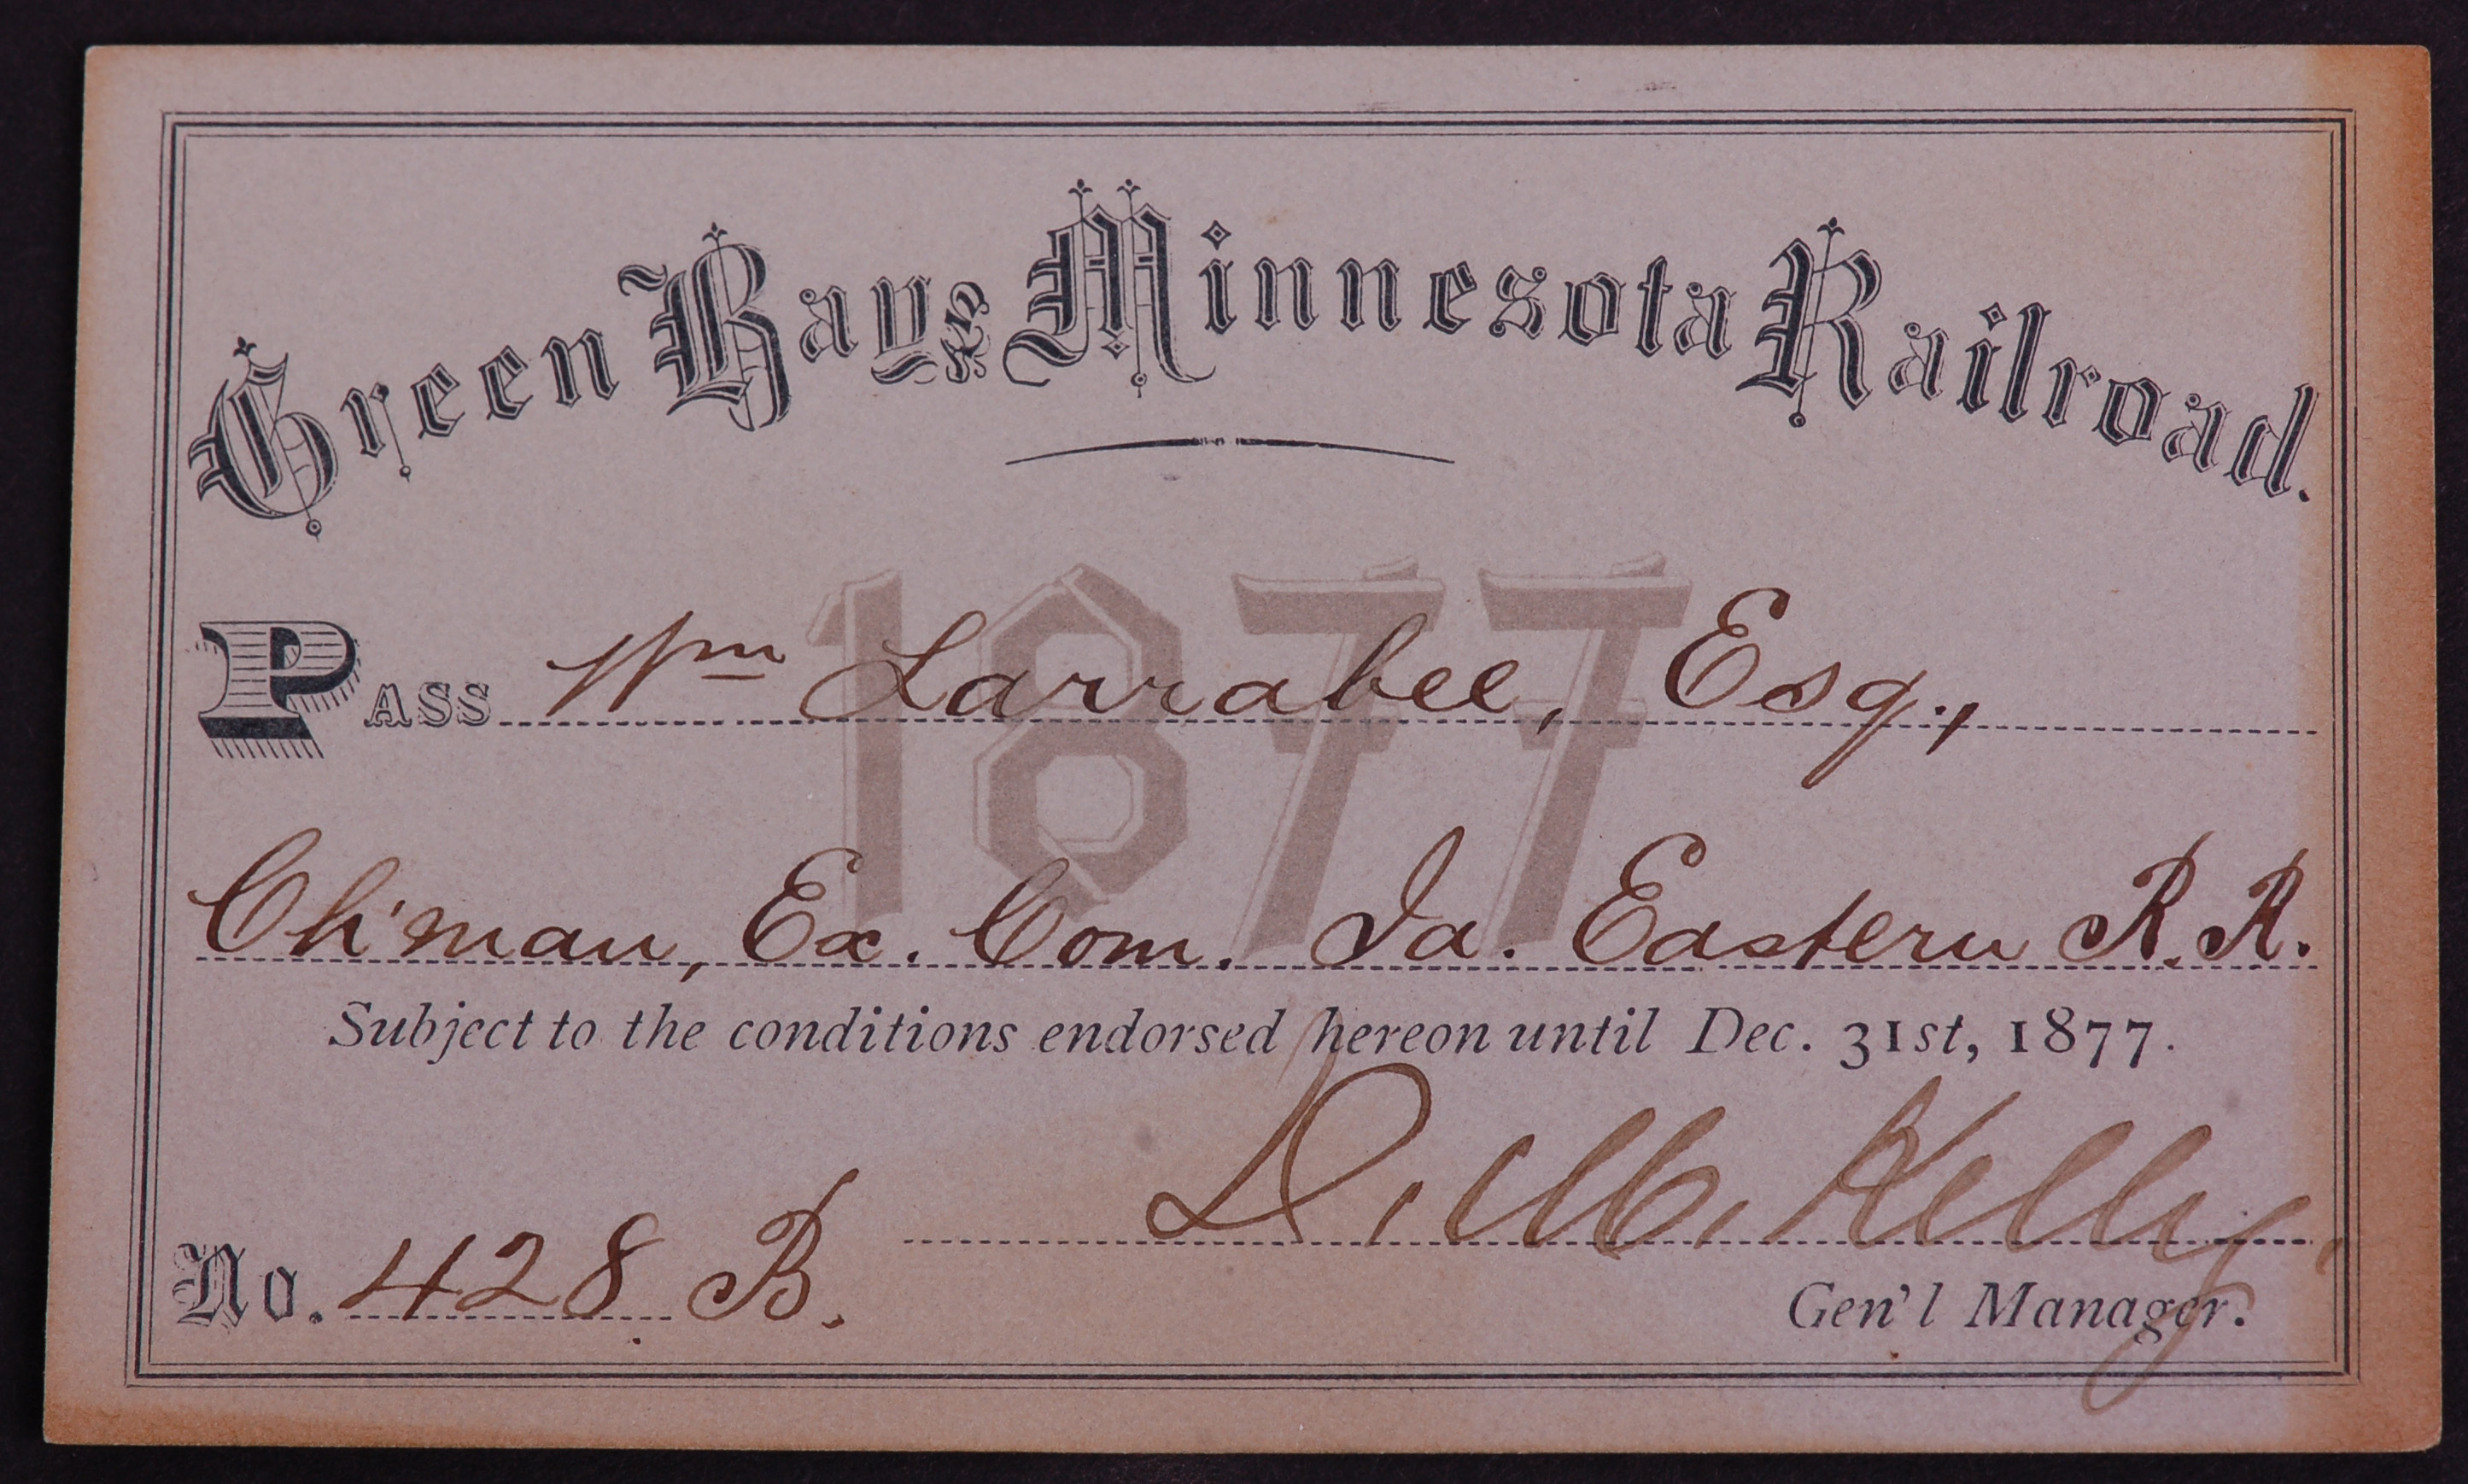 Green Bay & Minnesota Railroad.
1877
Pass Wm Larrabee, Esq.,
Ch'man, Ex. Com. Ia. Eastern R. R.
Subject to the conditions endorsed hereon until Dec. 31st, 1877.
No. 428 B. D. M. Kelly.
Gen'l Manager.